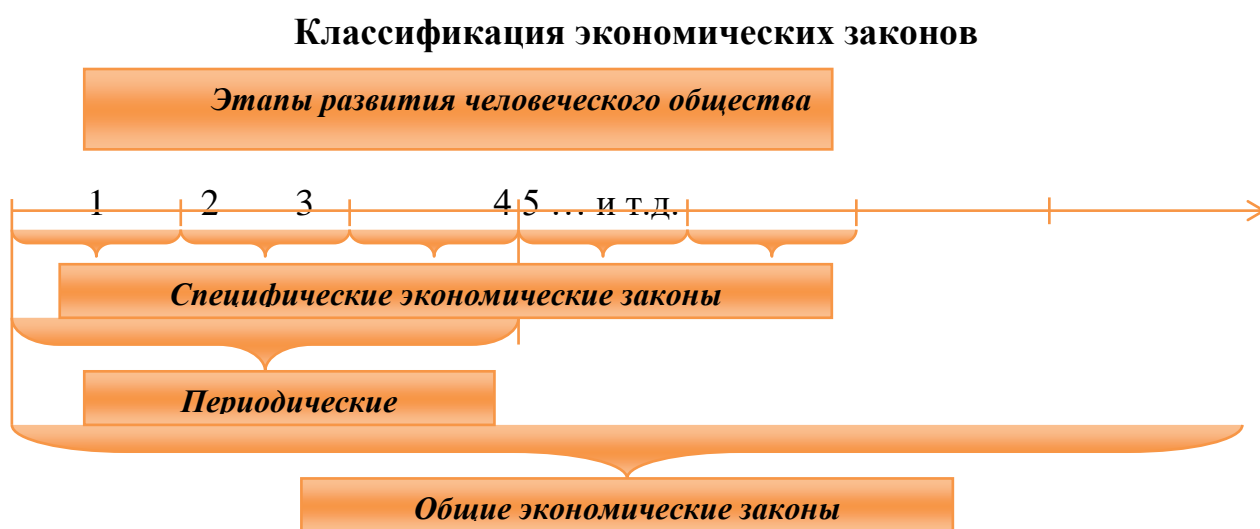 Классификация экономических законов
Этапы развития человеческого общества
1 2 3 4 5 … и т.д.
Специфические экономические законы
Периодические
Общие экономические законы